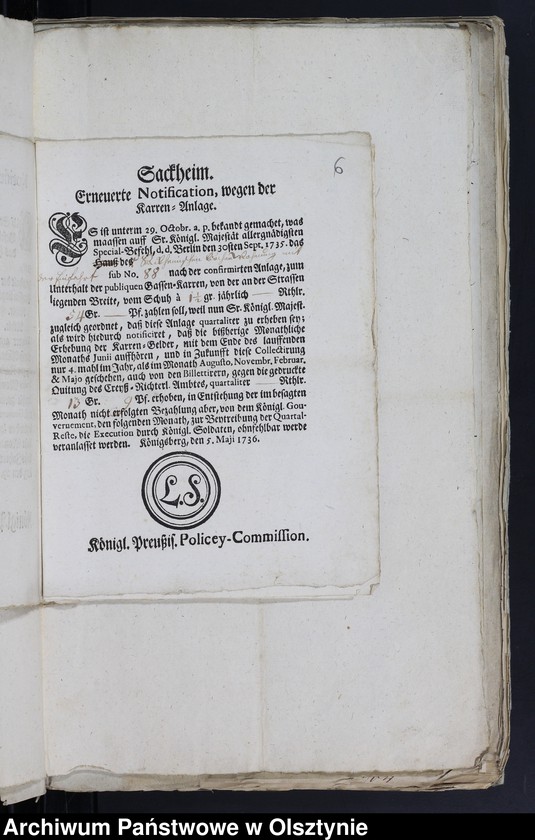 6
Sackheim.
Erneuerte Notification, wegen der
Karren-Anlage.
ES ist unterm 29. Octobr. a. p. bekandt gemachet, was
maassen auff Sr. Königl. Majestät allergnädigsten
Special-Befehl, d. d. Berlin den 30sten Sept. 1735. das
Hauß des
sub No. 88 nach der confirmirten Anlage, zum
Unterhalt der publiquen Gassen-Karren, von der an der Strassen
liegenden Breite, vom Schuh à 1½ gr. jährlich — Rthlr.
54 Gr. — Pf. zahlen soll, weil nun Sr. Königl. Majest.
zugleich geordnet, daß diese Anlage quartaliter zu erheben sey;
als wird hiedurch notificiret, daß die bißherige Monathliche
Erhebung der Karren-Gelder, mit dem Ende des lauffenden
Monaths Junii auffhören, und in Zukunfft diese Collectirung
nur 4. mahl im Jahr, als im Monath Augusto, Novembr. Februar.
& Majo geschehen, auch von den Billetirern, gegen die gedruckte
Quitung des Creyß-Richterl. Ambtes, quartaliter — Rthlr.
13 Gr. 9 Pf. erhoben, in Entstehung der im besagten
Monath nicht erfolgten Bezahlung aber, von dem Königl. Gou-
vernement, den folgenden Monath, zur Beytreibung der Quartal-
Reste, die Execution durch Königl. Soldaten, ohnfehlbar werde
veranlasset werden. Königsberg, den 5. Maji 1736.
L. S.
Königl. Preußis. Policey-Commission.
Archiwum Państwowe w Olsztynie